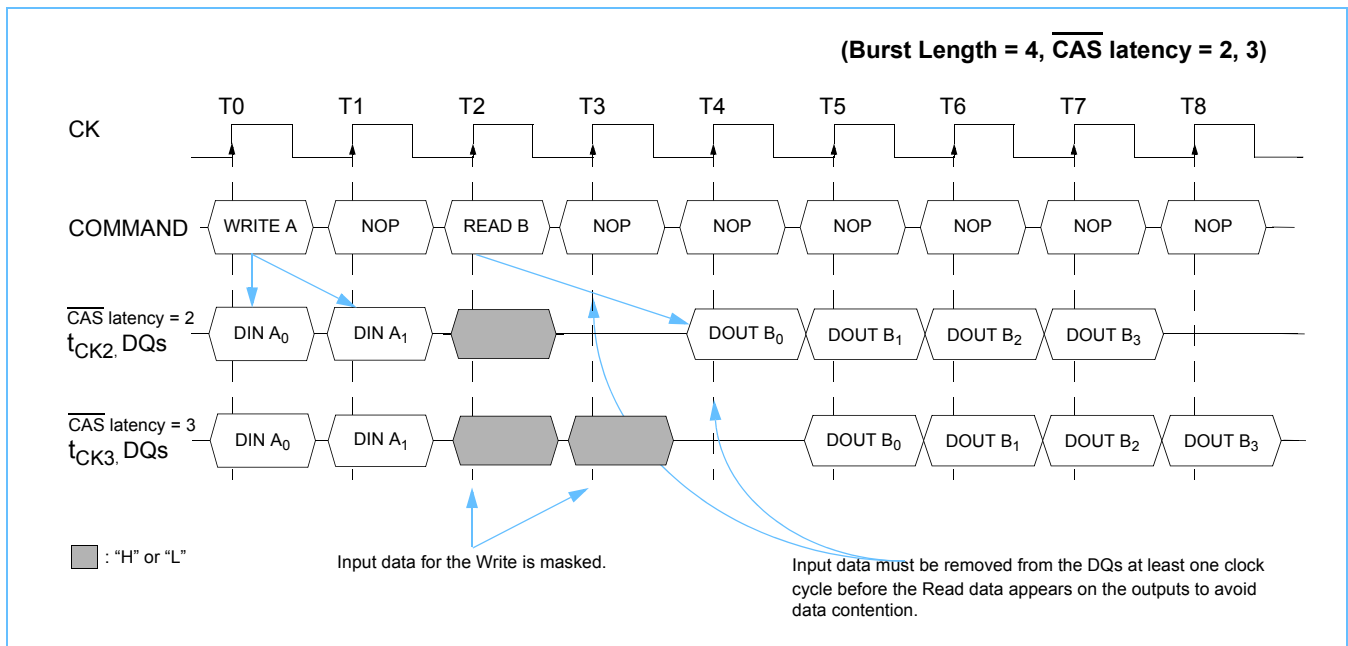 (Burst Length = 4, CAS latency = 2, 3)
T0 T1 T2 T3 T4 T5 T6 T7 T8
CK
COMMAND WRITE A NOP READ B NOP NOP NOP NOP NOP NOP
CAS latency = 2
tCK2, DQs DIN A0 DIN A1 DOUT B0 DOUT B1 DOUT B2 DOUT B3
CAS latency = 3
tCK3, DQs DIN A0 DIN A1 DOUT B0 DOUT B1 DOUT B2 DOUT B3
: “H” or “L”
Input data for the Write is masked.
Input data must be removed from the DQs at least one clock
cycle before the Read data appears on the outputs to avoid
data contention.